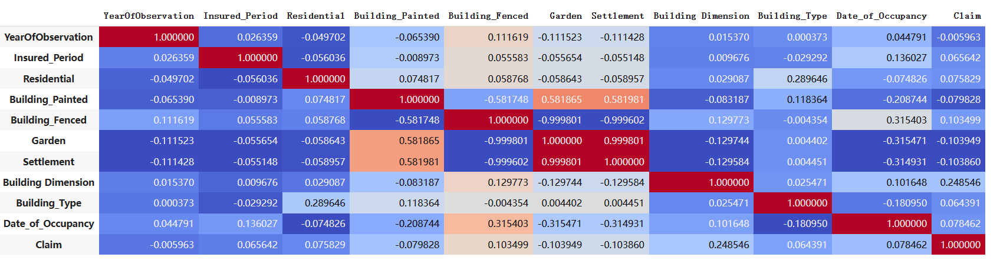 YearOfObservation Insured_Period Residential Building_Painted Building_Fenced Garden Settlement Building Dimension Building_Type Date_of_Occupancy Claim
YearOfObservation 1.000000 0.026359 -0.049702 -0.065390 0.111619 -0.111523 -0.111428 0.015370 0.000373 0.044791 -0.005963
Insured_Period 0.026359 1.000000 -0.056036 -0.008973 0.055583 -0.055654 -0.055148 0.009676 -0.029292 0.136027 0.065642
Residential -0.049702 -0.056036 1.000000 0.074817 0.058768 -0.058643 -0.058957 0.029087 0.289646 -0.074826 0.075829
Building_Painted -0.065390 -0.008973 0.074817 1.000000 -0.581748 0.581865 0.581981 -0.083187 0.118364 -0.208744 -0.079828
Building_Fenced 0.111619 0.055583 0.058768 -0.581748 1.000000 -0.999801 -0.999602 0.129773 -0.004354 0.315403 0.103499
Garden -0.111523 -0.055654 -0.058643 0.581865 -0.999801 1.000000 0.999801 -0.129744 0.004402 -0.315471 -0.103949
Settlement -0.111428 -0.055148 -0.058957 0.581981 -0.999602 0.999801 1.000000 -0.129584 0.004451 -0.314931 -0.103860
Building Dimension 0.015370 0.009676 0.029087 -0.083187 0.129773 -0.129744 -0.129584 1.000000 0.025471 0.101648 0.248546
Building_Type 0.000373 -0.029292 0.289646 0.118364 -0.004354 0.004402 0.004451 0.025471 1.000000 -0.180950 0.064391
Date_of_Occupancy 0.044791 0.136027 -0.074826 -0.208744 0.315403 -0.315471 -0.314931 0.101648 -0.180950 1.000000 0.078462
Claim -0.005963 0.065642 0.075829 -0.079828 0.103499 -0.103949 -0.103860 0.248546 0.064391 0.078462 1.000000